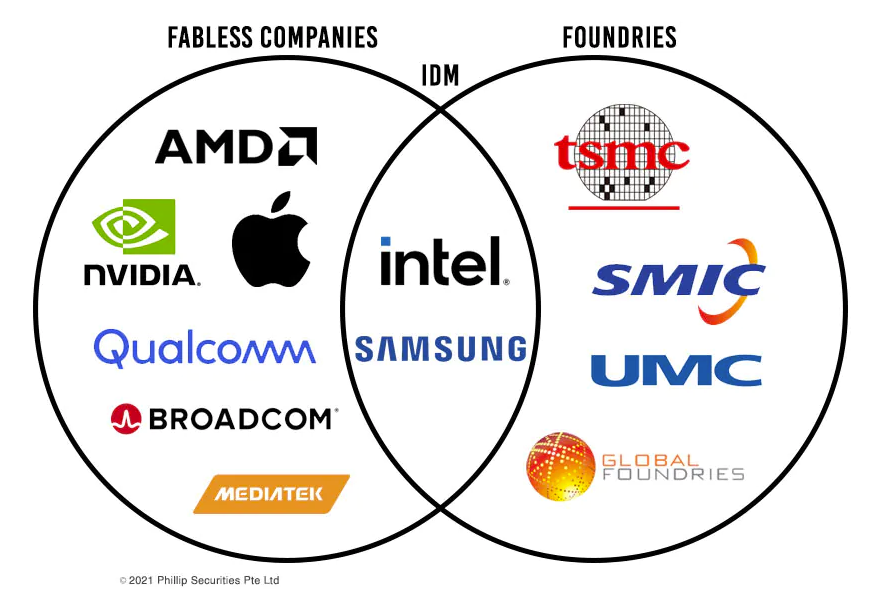 FABLESS COMPANIES
FOUNDRIES
IDM
AMD
tsmc
NVIDIA.
intel®
SMIC
Qualcomm
SAMSUNG
UMC
BROADCOM®
GLOBAL
FOUNDRIES
MEDIATEK
© 2021 Phillip Securities Pte Ltd